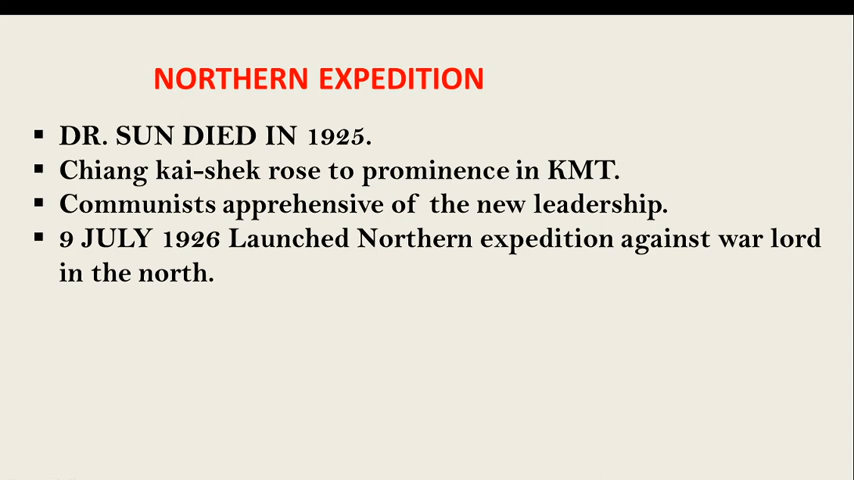 NORTHERN EXPEDITION
▪ DR. SUN DIED IN 1925.
▪ Chiang kai-shek rose to prominence in KMT.
▪ Communists apprehensive of the new leadership.
▪ 9 JULY 1926 Launched Northern expedition against war lord
in the north.